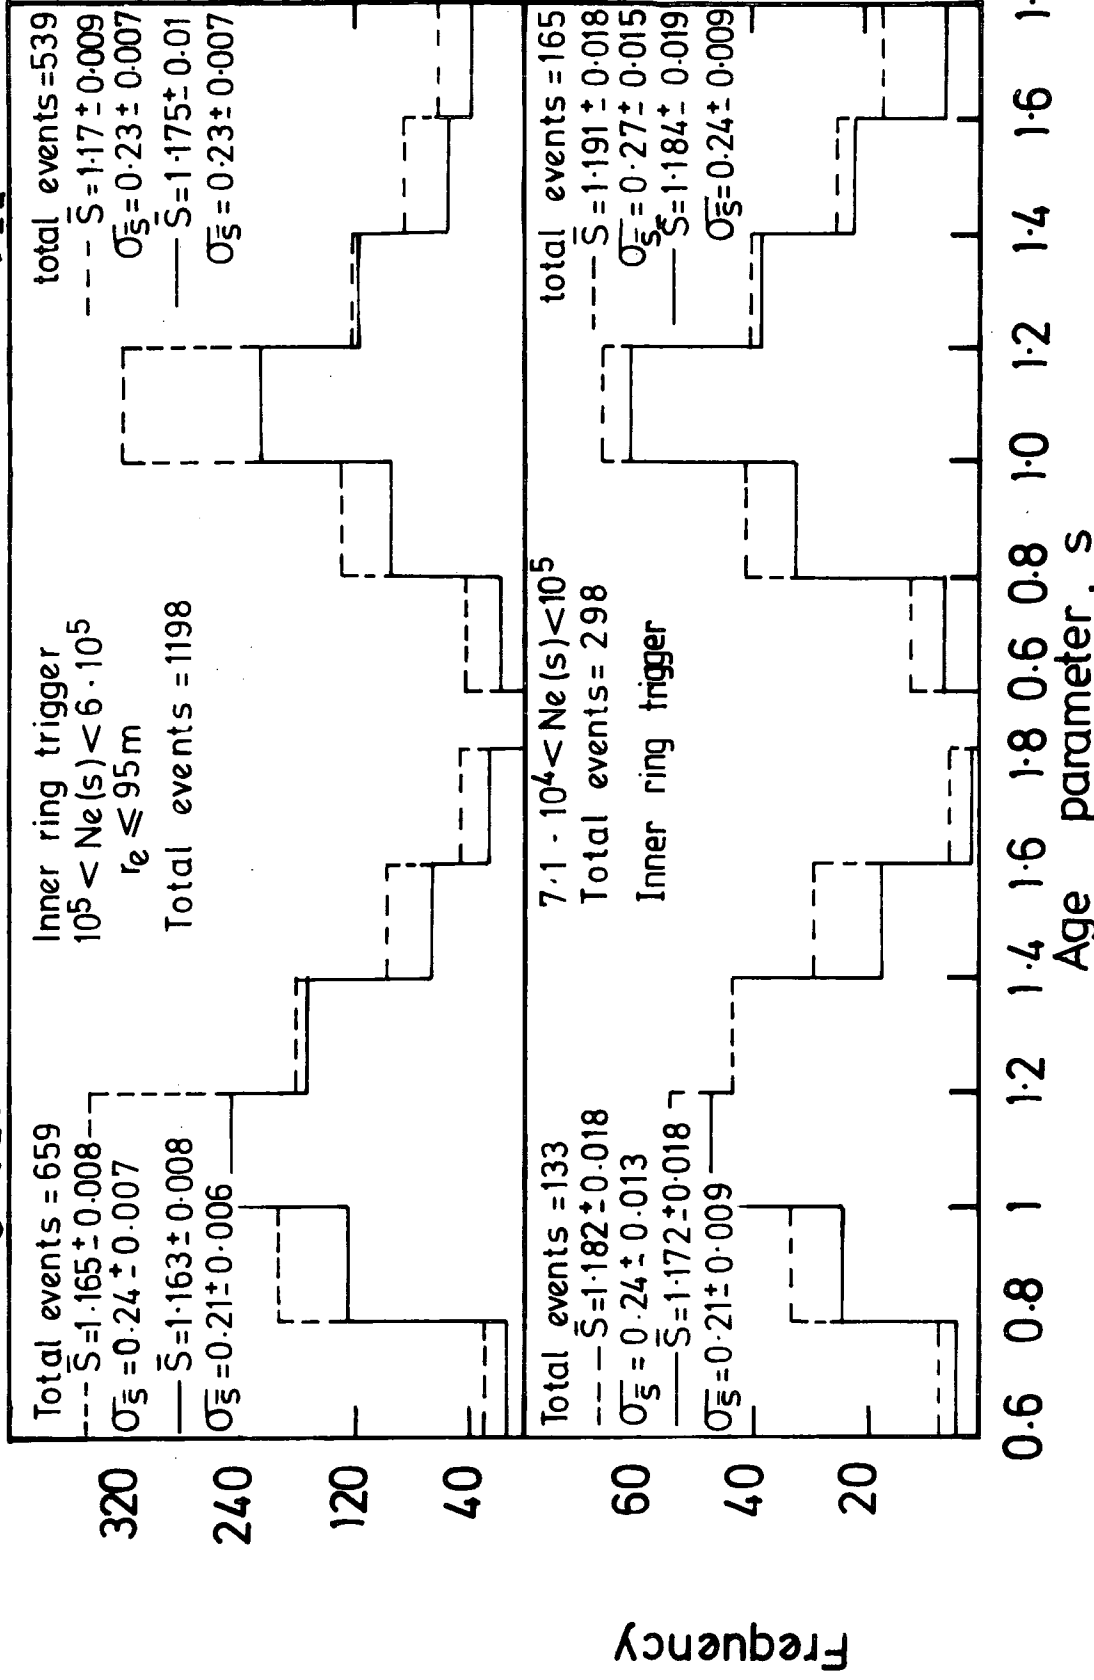 Total events = 659
--- S̄=1·165±0·008
σs̄=0·24±0·007
— S̄=1·163±0·008
σs̄=0·21±0·006
Inner ring trigger
10⁵<Ne(s)<6·10⁵
re⩽95m
Total events =1198
total events=539
--- S̄=1·17±0·009
σs̄=0·23±0·007
— S̄=1·175±0·01
σs̄=0·23±0·007
320
240
120
40
Total events =133
--- S̄=1·182±0·018
σs̄=0·24±0·013
— S̄=1·172±0·018
σs̄=0·21±0·009
7·1·10⁴<Ne(s)<10⁵
Total events=298
Inner ring trigger
total events=165
--- S̄=1·191±0·018
σs̄=0·27±0·015
— S̄=1·184±0·019
σs̄=0·24±0·009
60
40
20
Frequency
0·6 0·8 1 1·2 1·4 1·6 1·8 0·6 0·8 1·0 1·2 1·4 1·6
Age parameter, s